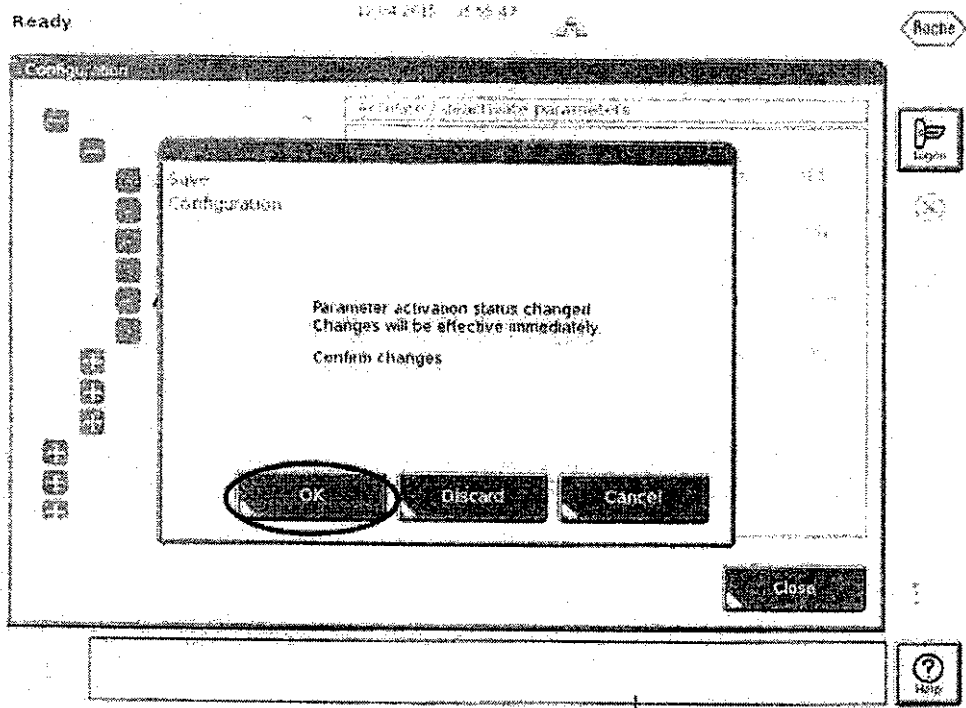 Ready
Roche
Configuration
Activate / deactivate parameters
Logon
Save
Configuration
Parameter activation status changed
Changes will be effective immediately.
Confirm changes
OK
Discard
Cancel
Close
Help